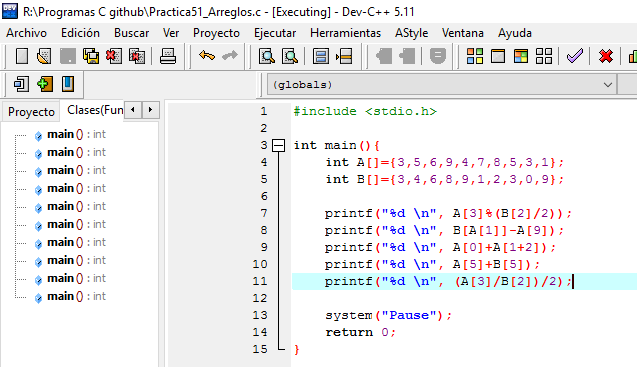 R:\Programas C github\Practica51_Arreglos.c - [Executing] - Dev-C++ 5.11
Archivo Edición Buscar Ver Proyecto Ejecutar Herramientas AStyle Ventana Ayuda
(globals)
Proyecto Clases(Fun
main() : int
main() : int
main() : int
main() : int
main() : int
main() : int
main() : int
main() : int
main() : int
main() : int
1 #include <stdio.h>
2
3 int main(){
4 int A[]={3,5,6,9,4,7,8,5,3,1};
5 int B[]={3,4,6,8,9,1,2,3,0,9};
6
7 printf("%d \n", A[3]%(B[2]/2));
8 printf("%d \n", B[A[1]]-A[9]);
9 printf("%d \n", A[0]+A[1+2]);
10 printf("%d \n", A[5]+B[5]);
11 printf("%d \n", (A[3]/B[2])/2);
12
13 system("Pause");
14 return 0;
15 }